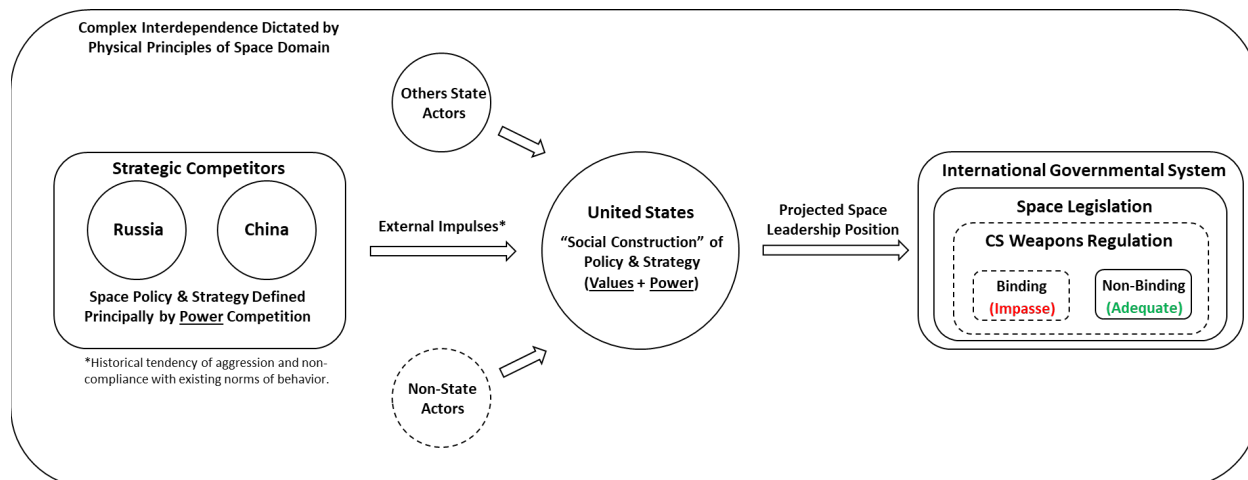 Complex Interdependence Dictated by
Physical Principles of Space Domain
Others State
Actors
Strategic Competitors
Russia
China
Space Policy & Strategy Defined
Principally by Power Competition
*Historical tendency of aggression and non-
compliance with existing norms of behavior.
External Impulses*
United States
“Social Construction” of
Policy & Strategy
(Values + Power)
Non-State
Actors
Projected Space
Leadership Position
International Governmental System
Space Legislation
CS Weapons Regulation
Binding
(Impasse)
Non-Binding
(Adequate)